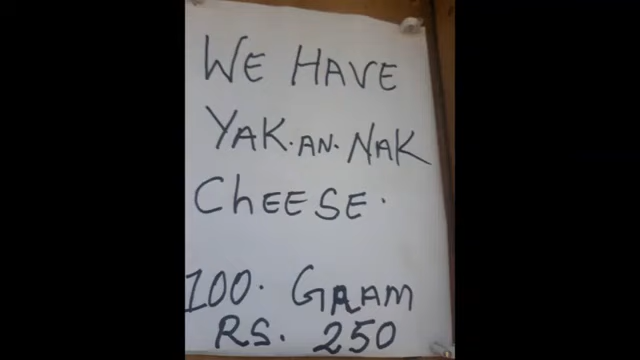 WE HAVE
YAK.AN.NAK
ChEESE.
100. GRAM
RS. 250